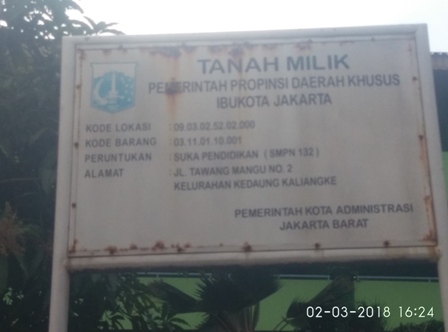 TANAH MILIK
PEMERINTAH PROPINSI DAERAH KHUSUS
IBUKOTA JAKARTA
KODE LOKASI : 09.03.02.52.02.000
KODE BARANG : 03.11.01.10.001
PERUNTUKAN : SUKA PENDIDIKAN ( SMPN 132 )
ALAMAT : JL. TAWANG MANGU NO. 2
KELURAHAN KEDAUNG KALIANGKE
PEMERINTAH KOTA ADMINISTRASI
JAKARTA BARAT
02-03-2018 16:24